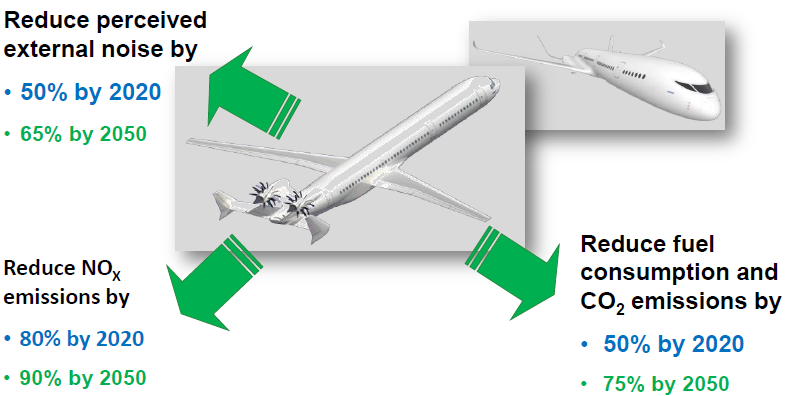 Reduce perceived
external noise by
• 50% by 2020
• 65% by 2050
Reduce NOX
emissions by
• 80% by 2020
• 90% by 2050
Reduce fuel
consumption and
CO2 emissions by
• 50% by 2020
• 75% by 2050